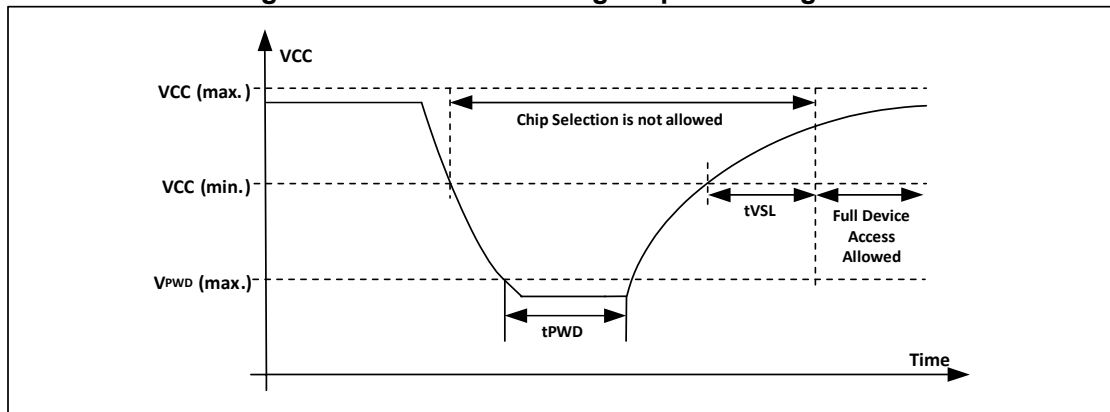 VCC
VCC (max.)
Chip Selection is not allowed
VCC (min.)
tVSL
Full Device
Access
Allowed
VPWD (max.)
tPWD
Time